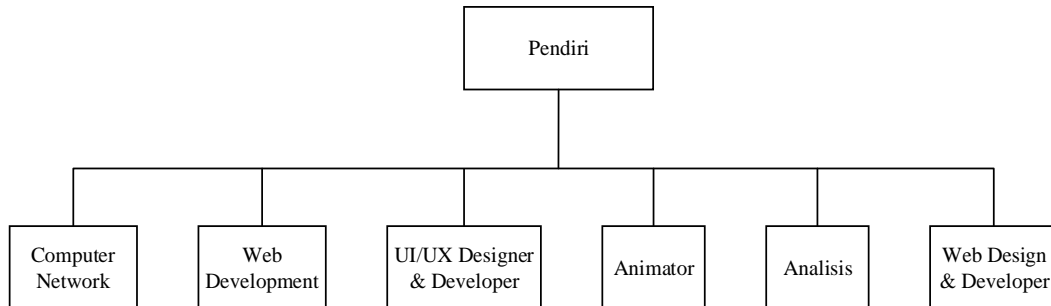 Pendiri
Computer
Network
Web
Development
UI/UX Designer
& Developer
Animator
Analisis
Web Design
& Developer